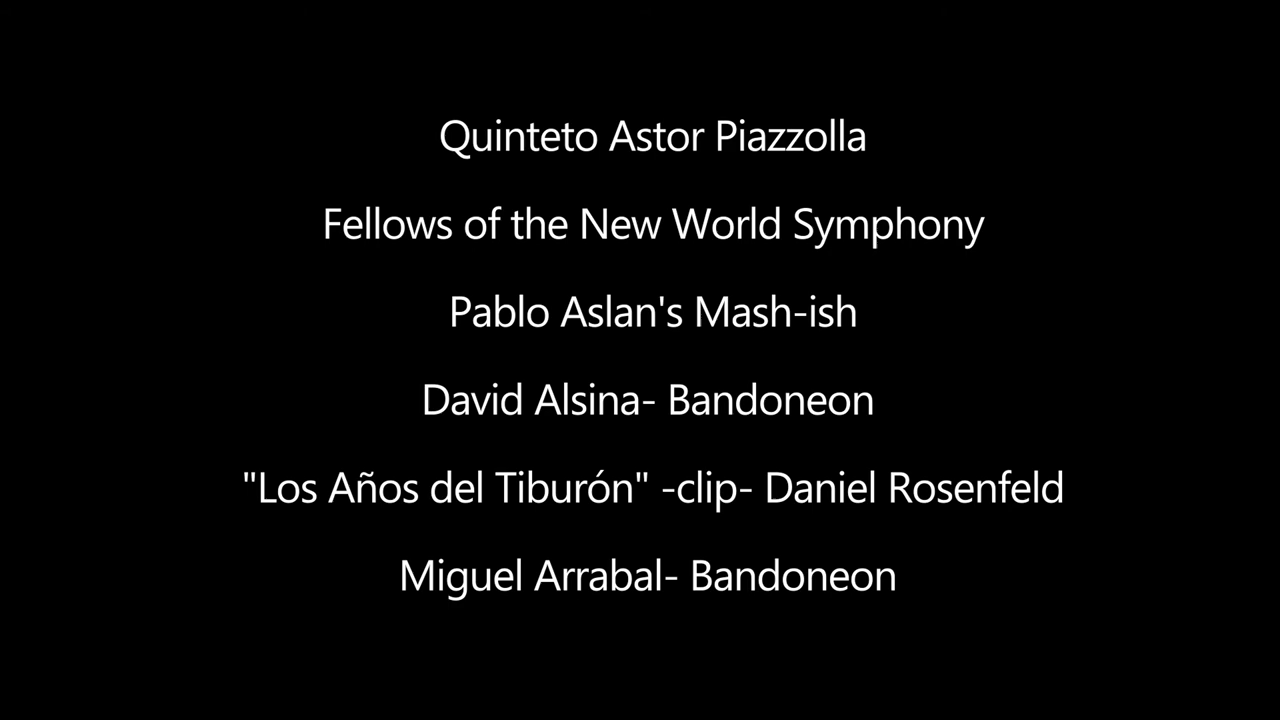 Quinteto Astor Piazzolla
Fellows of the New World Symphony
Pablo Aslan's Mash-ish
David Alsina- Bandoneon
"Los Años del Tiburón" -clip- Daniel Rosenfeld
Miguel Arrabal- Bandoneon